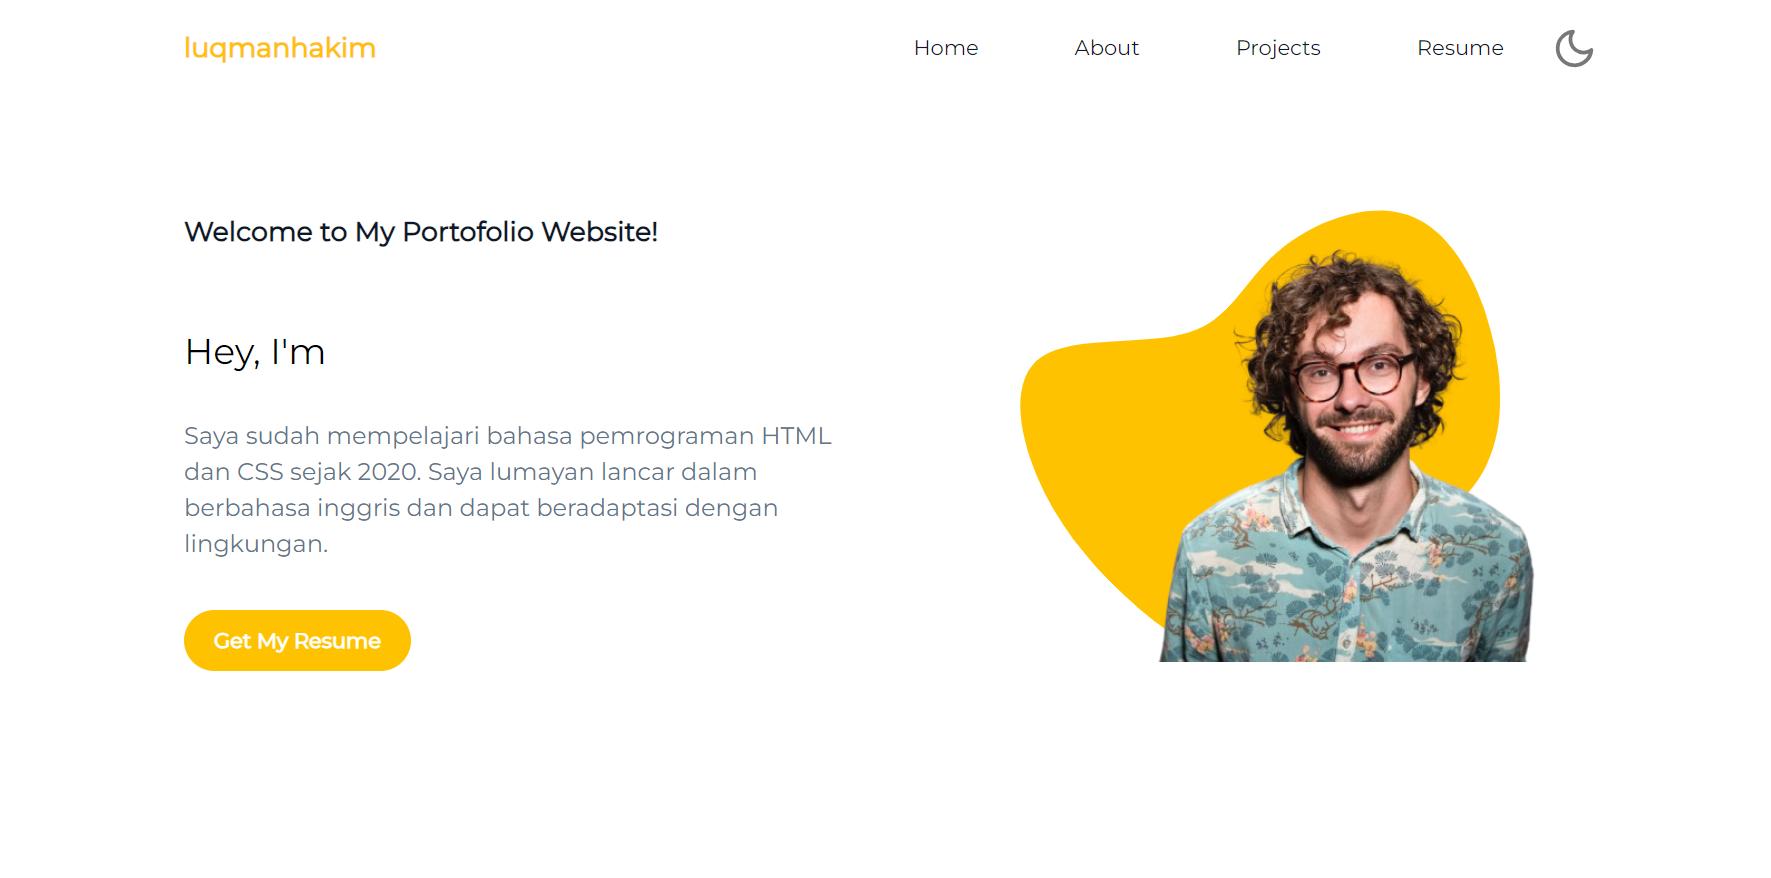 luqmanhakim
Home
About
Projects
Resume
Welcome to My Portofolio Website!
Hey, I'm
Saya sudah mempelajari bahasa pemrograman HTML
dan CSS sejak 2020. Saya lumayan lancar dalam
berbahasa inggris dan dapat beradaptasi dengan
lingkungan.
Get My Resume